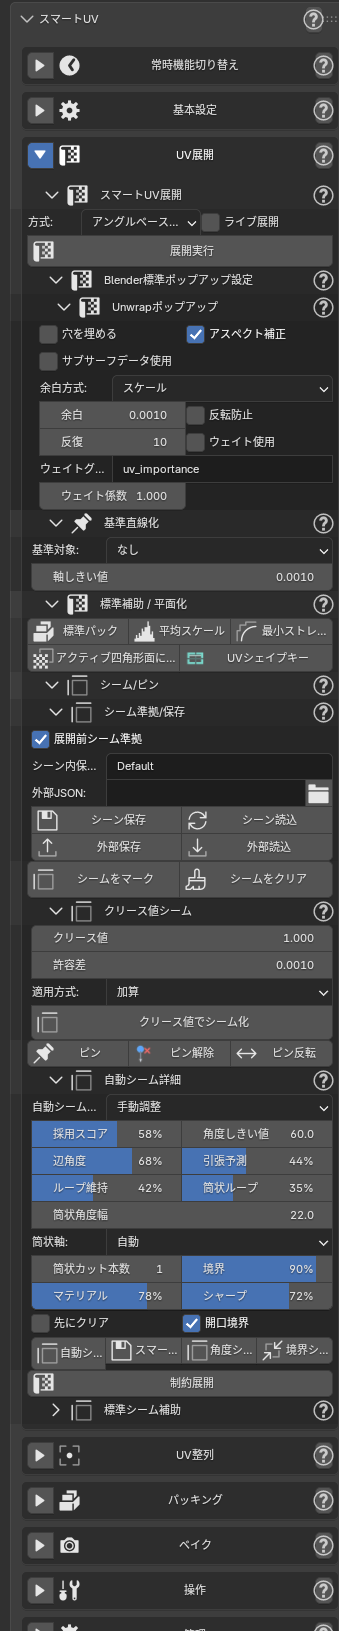 スマートUV
常時機能切り替え
基本設定
UV展開
スマートUV展開
方式: アングルベース... ライブ展開
展開実行
Blender標準ポップアップ設定
Unwrapポップアップ
穴を埋める アスペクト補正
サブサーフデータ使用
余白方式: スケール
余白 0.0010 反転防止
反復 10 ウェイト使用
ウェイトグ... uv_importance
ウェイト係数 1.000
基準直線化
基準対象: なし
軸しきい値 0.0010
標準補助 / 平面化
標準パック 平均スケール 最小ストレ...
アクティブ四角形面に... UVシェイプキー
シーム/ピン
シーム準拠/保存
展開前シーム準拠
シーン内保... Default
外部JSON:
シーン保存 シーン読込
外部保存 外部読込
シームをマーク シームをクリア
クリース値シーム
クリース値 1.000
許容差 0.0010
適用方式: 加算
クリース値でシーム化
ピン ピン解除 ピン反転
自動シーム詳細
自動シーム... 手動調整
採用スコア 58% 角度しきい値 60.0
辺角度 68% 引張予測 44%
ループ維持 42% 筒状ループ 35%
筒状角度幅 22.0
筒状軸: 自動
筒状カット本数 1 境界 90%
マテリアル 78% シャープ 72%
先にクリア 開口境界
自動シ... スマー... 角度シ... 境界シ...
制約展開
標準シーム補助
UV整列
パッキング
ベイク
操作